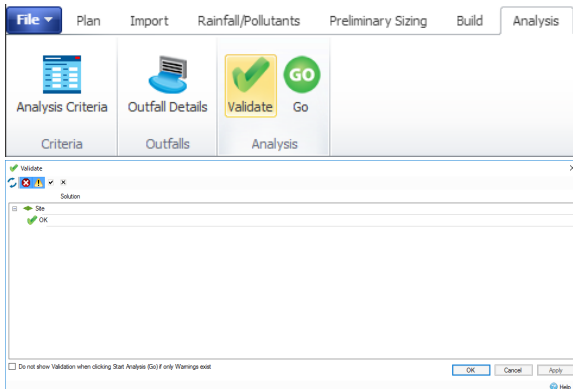 File Plan Import Rainfall/Pollutants Preliminary Sizing Build Analysis
Analysis Criteria Outfall Details Validate Go
GO
Criteria Outfalls Analysis
Validate
Solution
Site
OK
Do not show Validation when clicking Start Analysis (Go) if only Warnings exist
OK Cancel Apply
Help